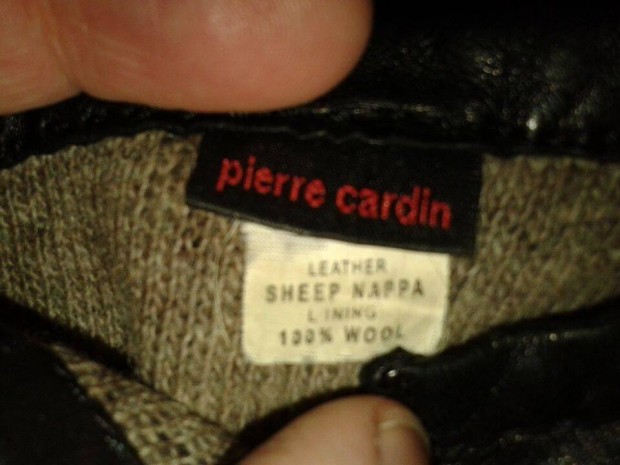 pierre cardin
LEATHER
SHEEP NAPPA
LINING
100% WOOL